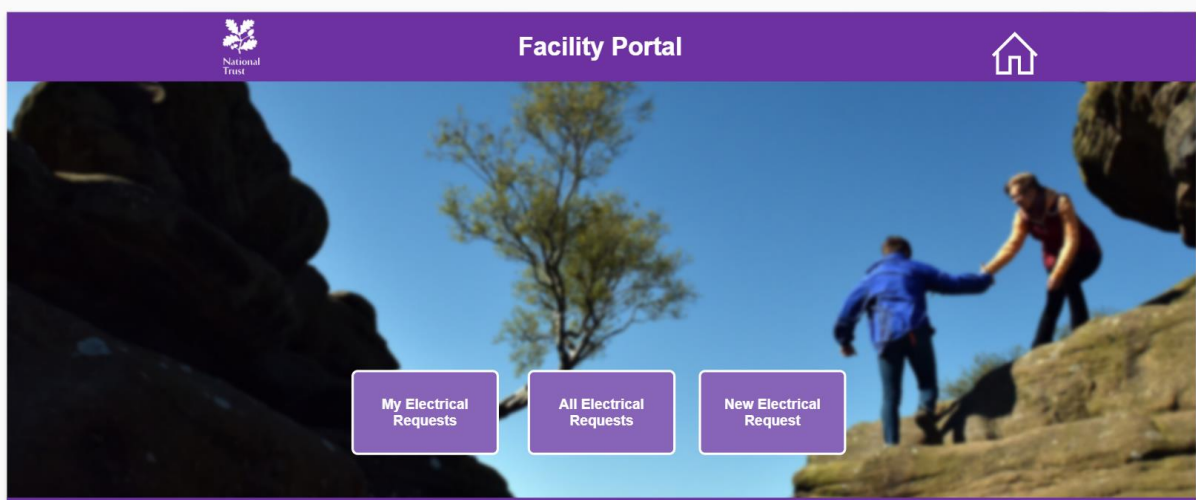 National
Trust
Facility Portal
My Electrical
Requests
All Electrical
Requests
New Electrical
Request